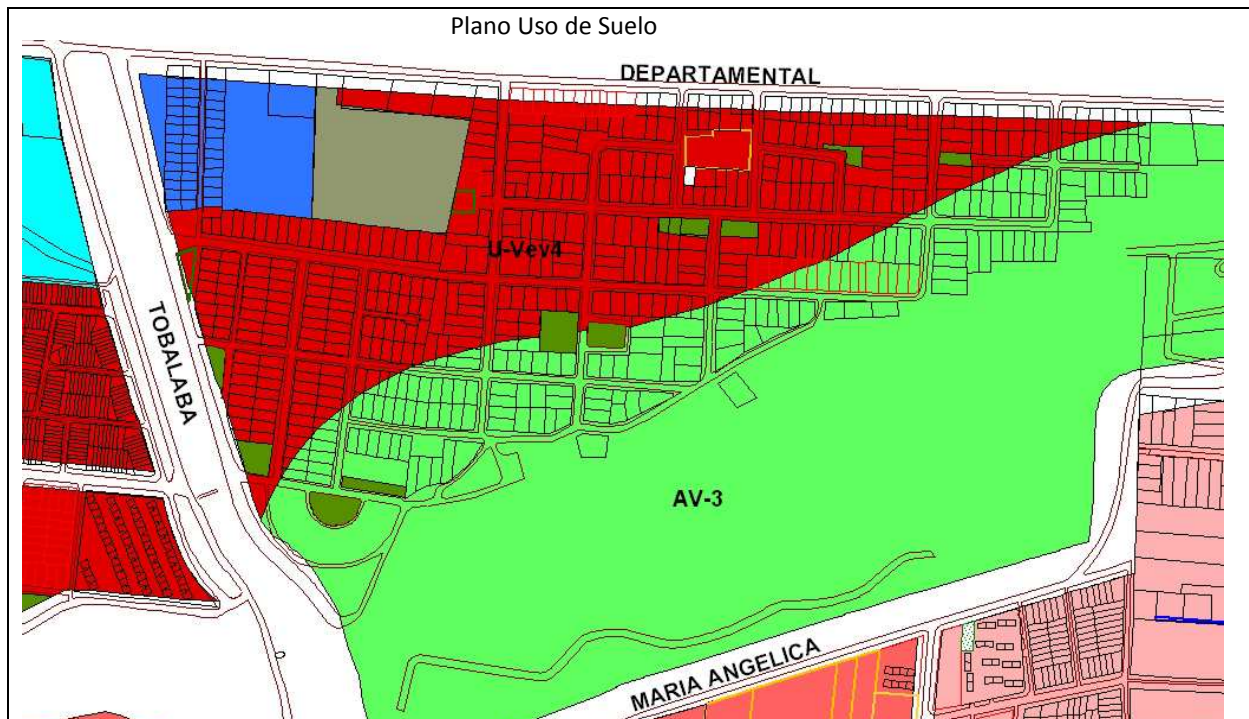 Plano Uso de Suelo
DEPARTAMENTAL
U-Vev4
TOBALABA
AV-3
MARIA ANGELICA